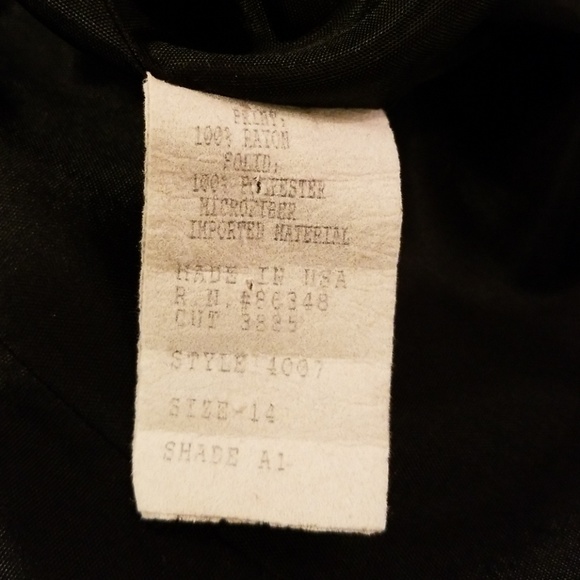 PRINT:
100% RAYON
SOLID:
100% POLYESTER
MICROFIBER
IMPORTED MATERIAL
MADE IN USA
R.N.#86348
CUT 3885
STYLE 4007
SIZE 14
SHADE A1